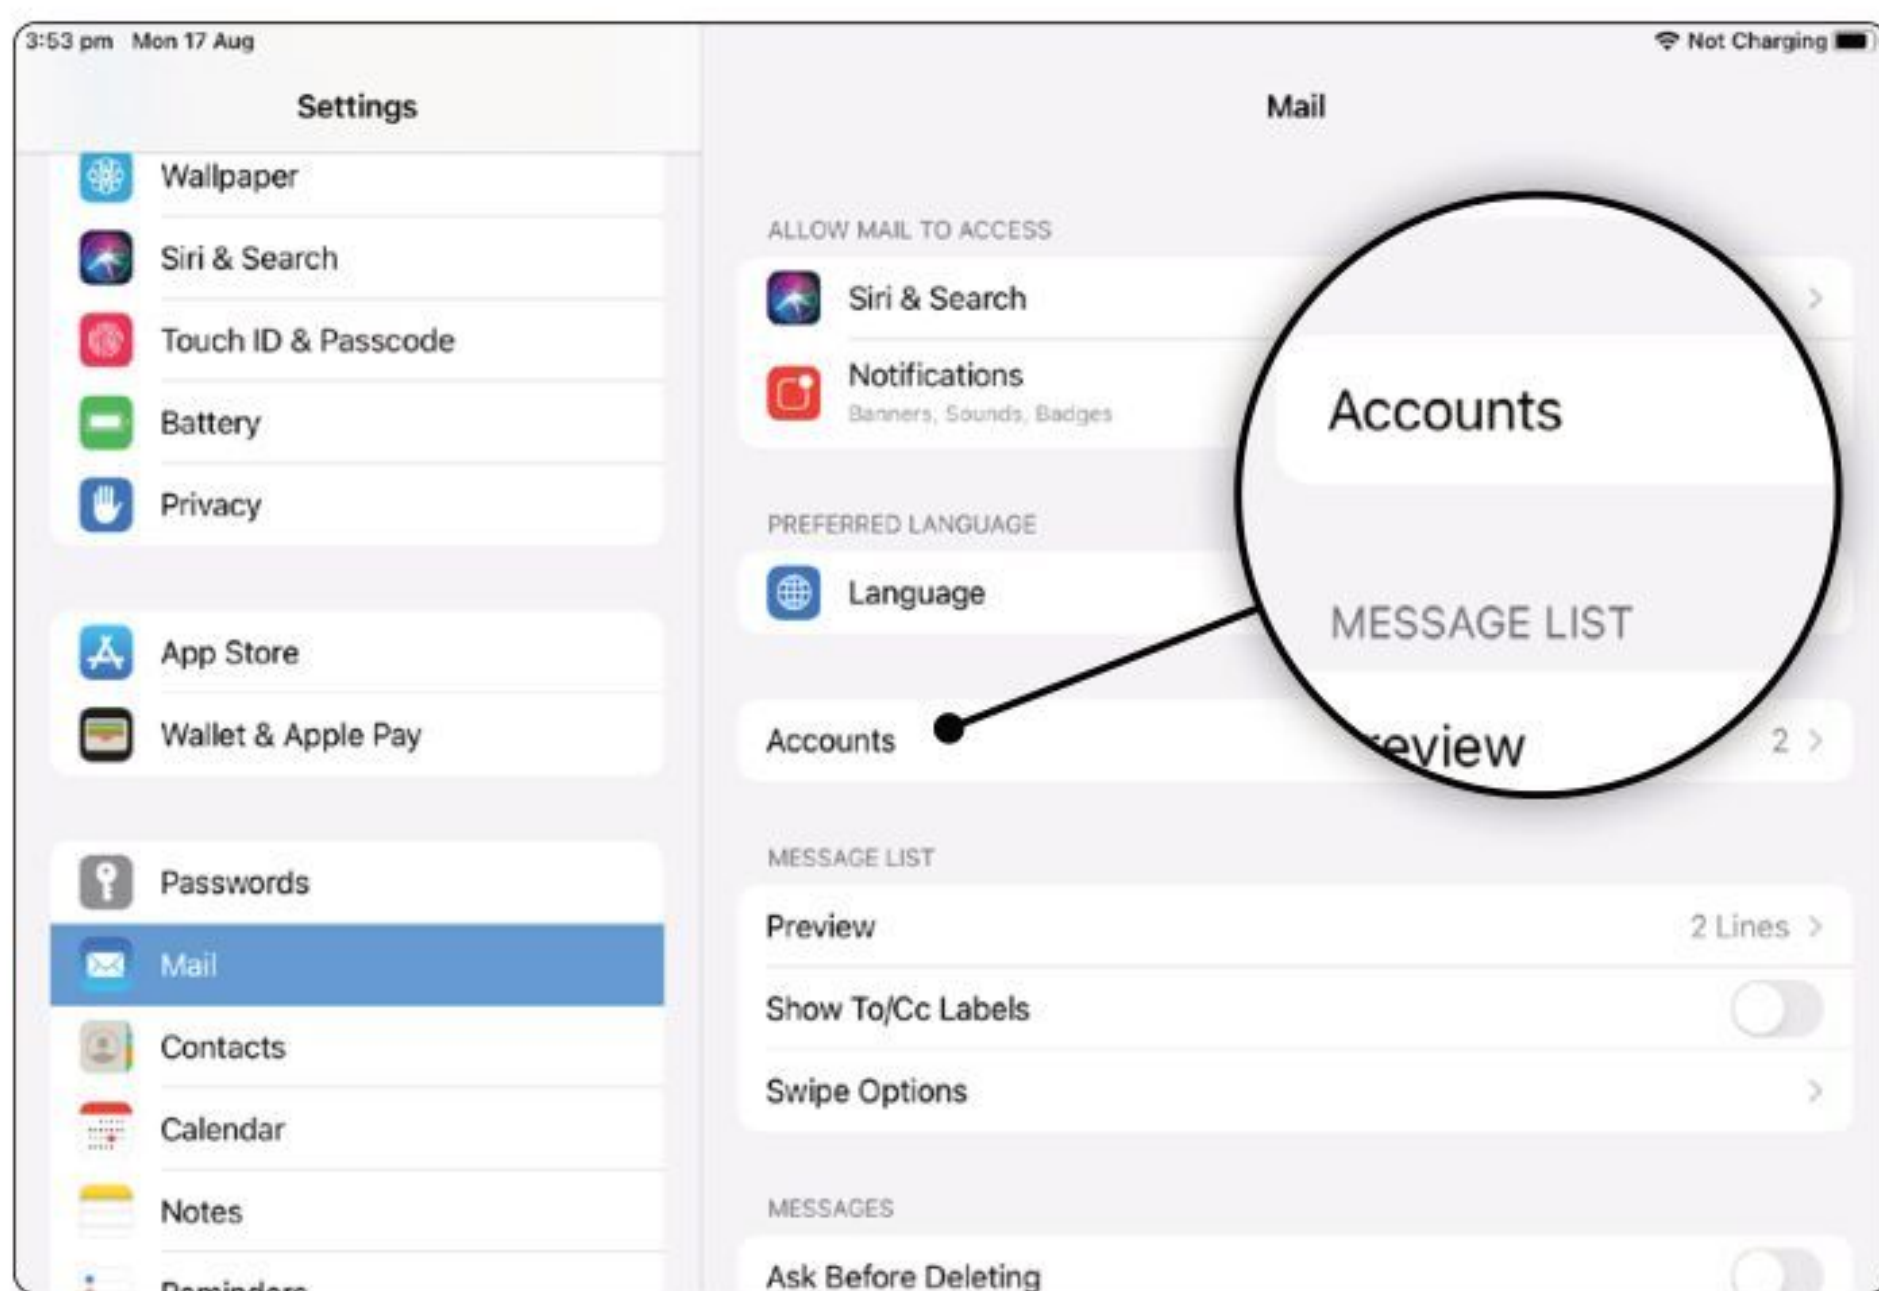 3:53 pm Mon 17 Aug
Not Charging
Settings
Wallpaper
Siri & Search
Touch ID & Passcode
Battery
Privacy
App Store
Wallet & Apple Pay
Passwords
Mail
Contacts
Calendar
Notes
Reminders
Mail
ALLOW MAIL TO ACCESS
Siri & Search
Notifications
Banners, Sounds, Badges
PREFERRED LANGUAGE
Language
Accounts 2
MESSAGE LIST
Preview 2 Lines
Show To/Cc Labels
Swipe Options
MESSAGES
Ask Before Deleting
Accounts
MESSAGE LIST
review